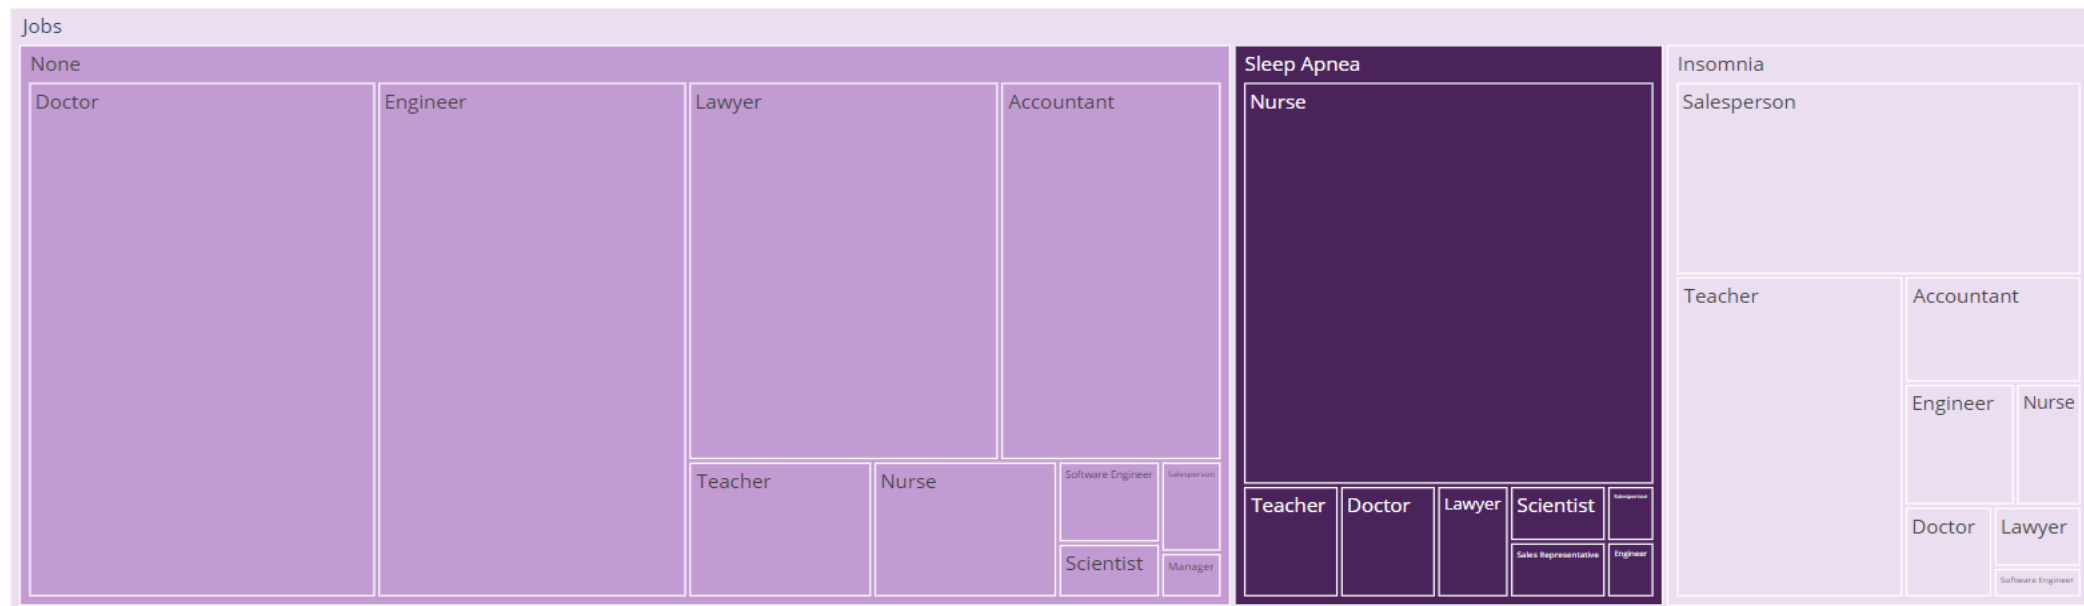 Jobs
None
Doctor
Engineer
Lawyer
Accountant
Teacher
Nurse
Software Engineer
Salesperson
Scientist
Manager
Sleep Apnea
Nurse
Teacher
Doctor
Lawyer
Scientist
Salesperson
Sales Representative
Engineer
Insomnia
Salesperson
Teacher
Accountant
Engineer
Nurse
Doctor
Lawyer
Software Engineer